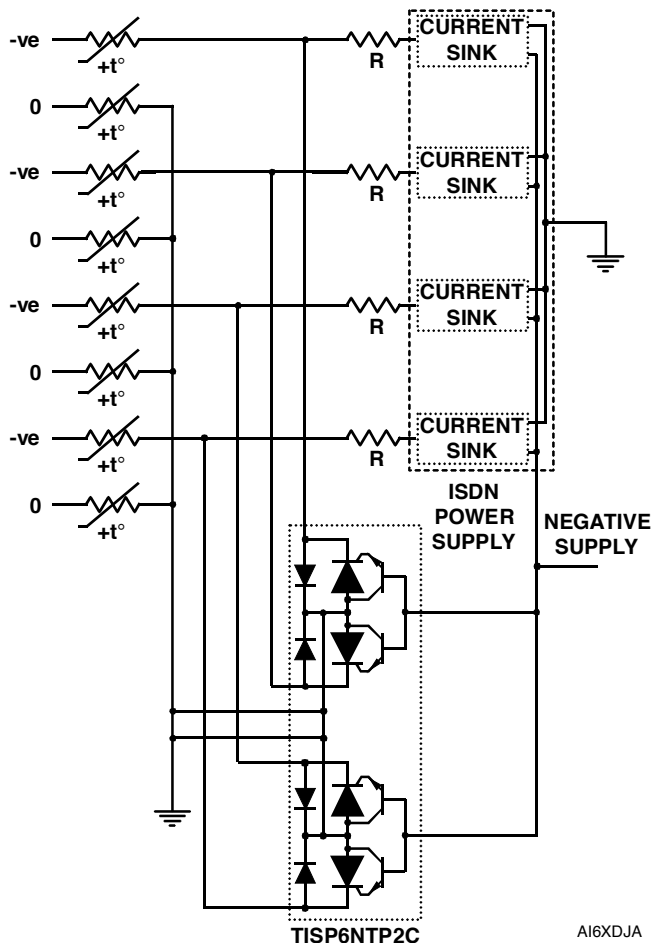 -ve
+t°
R
CURRENT
SINK
0
+t°
-ve
+t°
R
CURRENT
SINK
0
+t°
-ve
+t°
R
CURRENT
SINK
0
+t°
-ve
+t°
R
CURRENT
SINK
0
+t°
ISDN
POWER
SUPPLY
NEGATIVE
SUPPLY
TISP6NTP2C
AI6XDJA